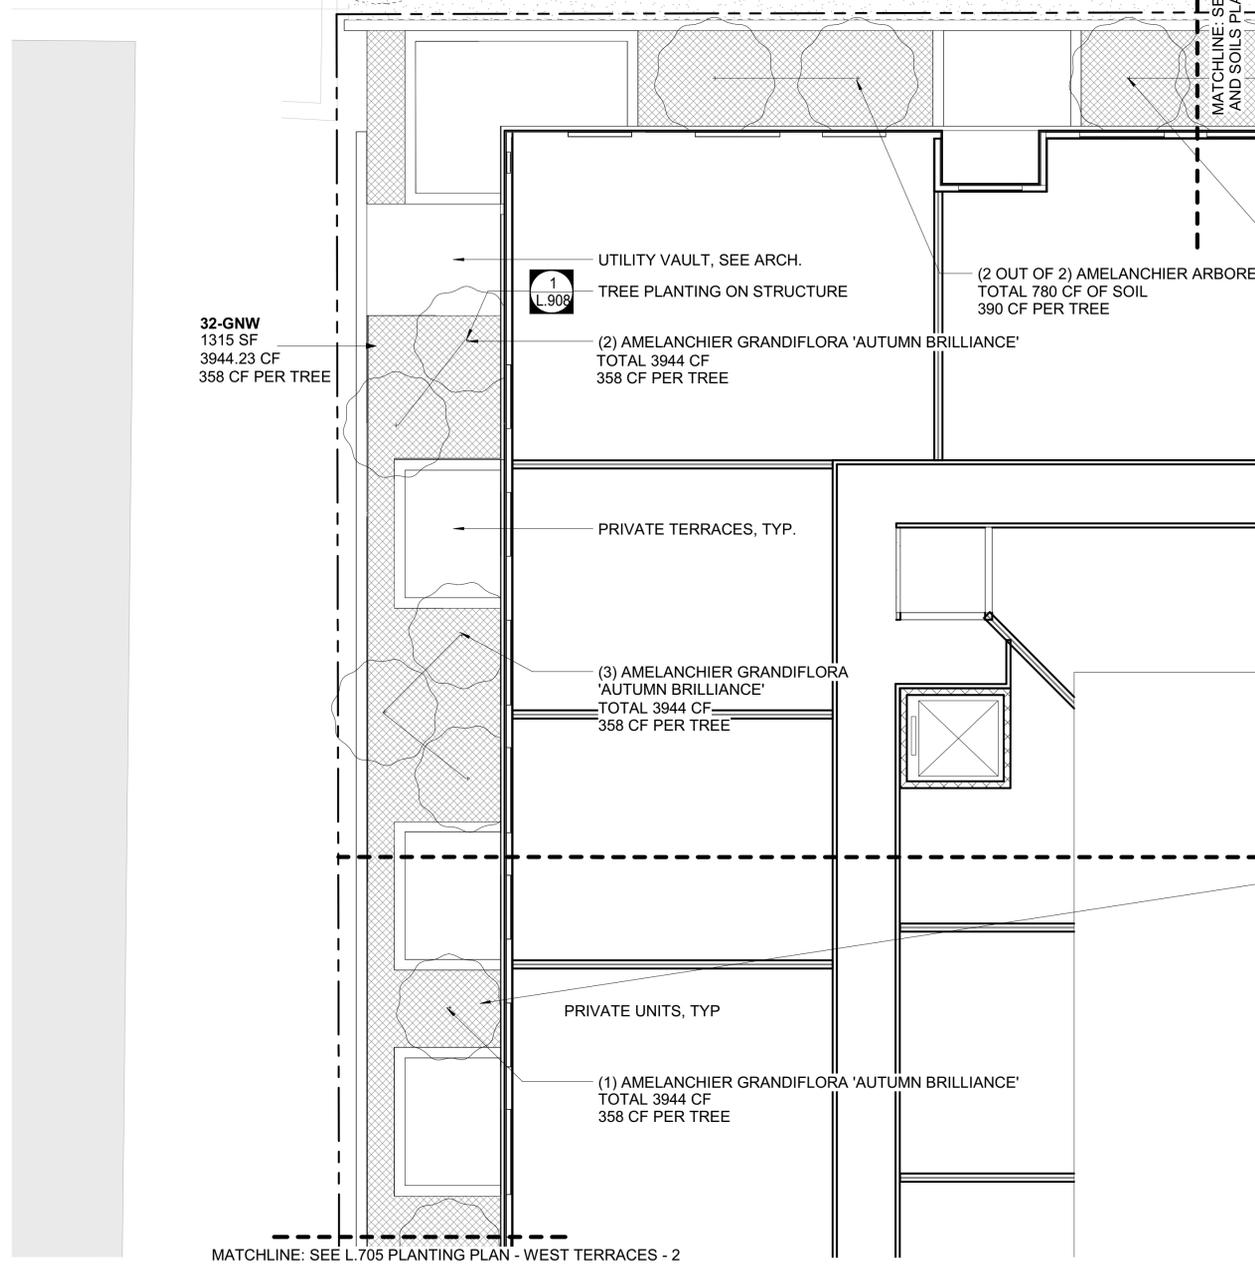 MATCHLINE: SE
AND SOILS PLA
UTILITY VAULT, SEE ARCH.
1
L.908
TREE PLANTING ON STRUCTURE
(2 OUT OF 2) AMELANCHIER ARBORE
TOTAL 780 CF OF SOIL
390 CF PER TREE
32-GNW
1315 SF
3944.23 CF
358 CF PER TREE
(2) AMELANCHIER GRANDIFLORA 'AUTUMN BRILLIANCE'
TOTAL 3944 CF
358 CF PER TREE
PRIVATE TERRACES, TYP.
(3) AMELANCHIER GRANDIFLORA
'AUTUMN BRILLIANCE'
TOTAL 3944 CF
358 CF PER TREE
PRIVATE UNITS, TYP
(1) AMELANCHIER GRANDIFLORA 'AUTUMN BRILLIANCE'
TOTAL 3944 CF
358 CF PER TREE
MATCHLINE: SEE L.705 PLANTING PLAN - WEST TERRACES - 2